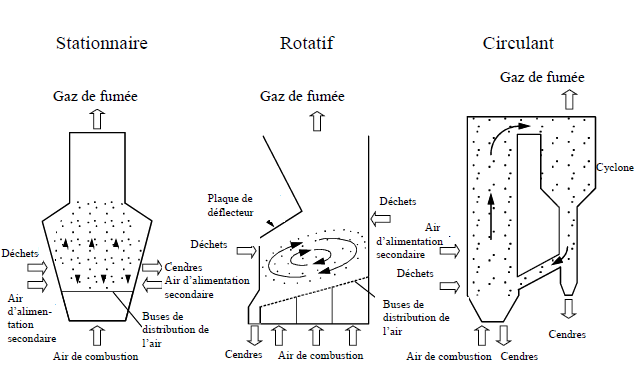 Stationnaire
Gaz de fumée
Déchets
Air
d'alimen-
tation
secondaire
Cendres
Air d'alimentation
secondaire
Buses de
distribution de
l'air
Air de combustion
Rotatif
Gaz de fumée
Plaque de
déflecteur
Déchets
Déchets
Buses de
distribution de
l'air
Cendres
Air de combustion
Circulant
Gaz de fumée
Cyclone
Air
d'alimentation
secondaire
Déchets
Cendres
Air de combustion
Cendres